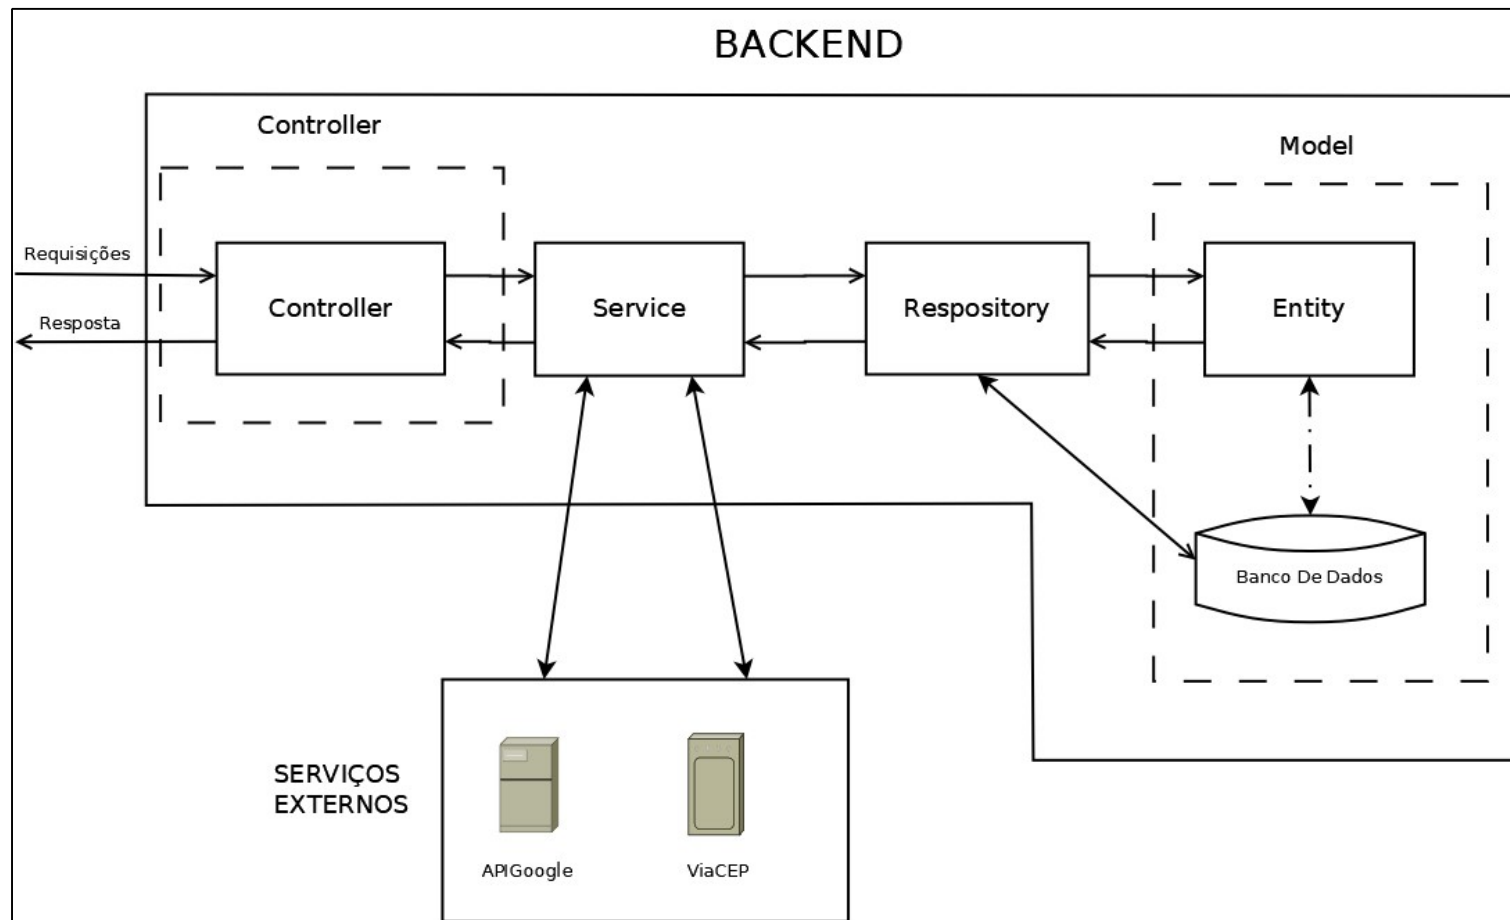 BACKEND
Controller
Model
Requisições
Resposta
Controller
Service
Respository
Entity
Banco De Dados
SERVIÇOS
EXTERNOS
APIGoogle
ViaCEP